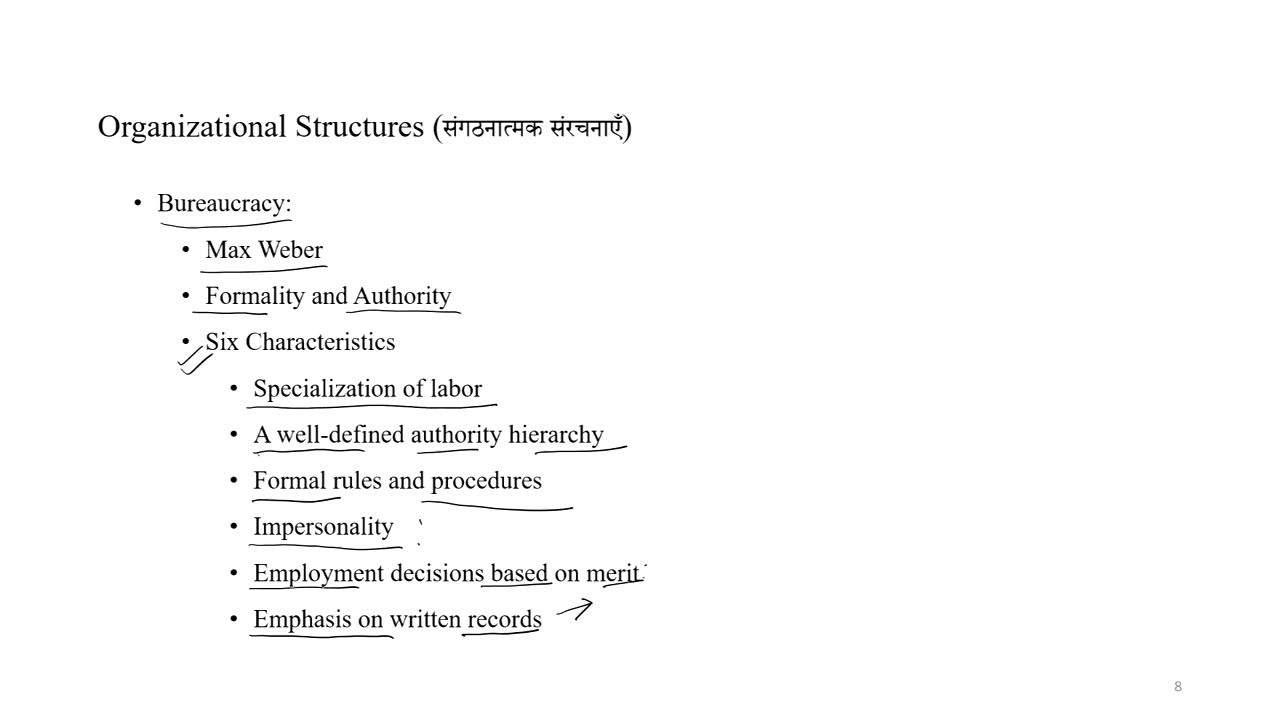 Organizational Structures (संगठनात्मक संरचनाएँ)
• Bureaucracy:
• Max Weber
• Formality and Authority
• Six Characteristics
• Specialization of labor
• A well-defined authority hierarchy
• Formal rules and procedures
• Impersonality
• Employment decisions based on merit
• Emphasis on written records
8